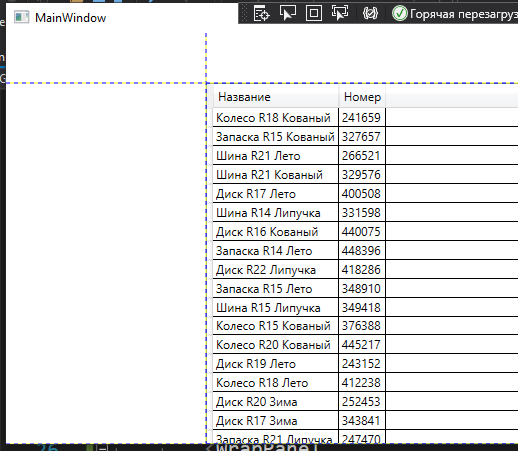 MainWindow
Горячая перезагруз
Название Номер
Колесо R18 Кованый 241659
Запаска R15 Кованый 327657
Шина R21 Лето 266521
Шина R21 Кованый 329576
Диск R17 Лето 400508
Шина R14 Липучка 331598
Диск R16 Кованый 440075
Запаска R14 Лето 448396
Диск R22 Липучка 418286
Запаска R15 Лето 348910
Шина R15 Липучка 349418
Колесо R15 Кованый 376388
Колесо R20 Кованый 445217
Диск R19 Лето 243152
Колесо R18 Лето 412238
Диск R20 Зима 252453
Диск R17 Зима 343841
Запаска R21 Липучка 247470